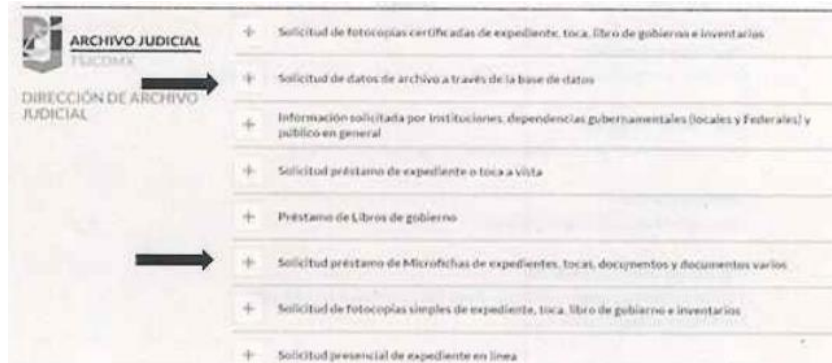 ARCHIVO JUDICIAL
TSJCDMX
DIRECCIÓN DE ARCHIVO
JUDICIAL
+ Solicitud de fotocopias certificadas de expediente, toca, libro de gobierno e inventarios
+ Solicitud de datos de archivo a través de la base de datos
+ Información solicitada por instituciones, dependencias gubernamentales (locales y Federales) y
público en general
+ Solicitud préstamo de expediente o toca a vista
+ Préstamo de Libros de gobierno
+ Solicitud préstamo de Microfichas de expedientes, tocas, documentos y documentos varios
+ Solicitud de fotocopias simples de expediente, toca, libro de gobierno e inventarios
+ Solicitud presencial de expediente en línea